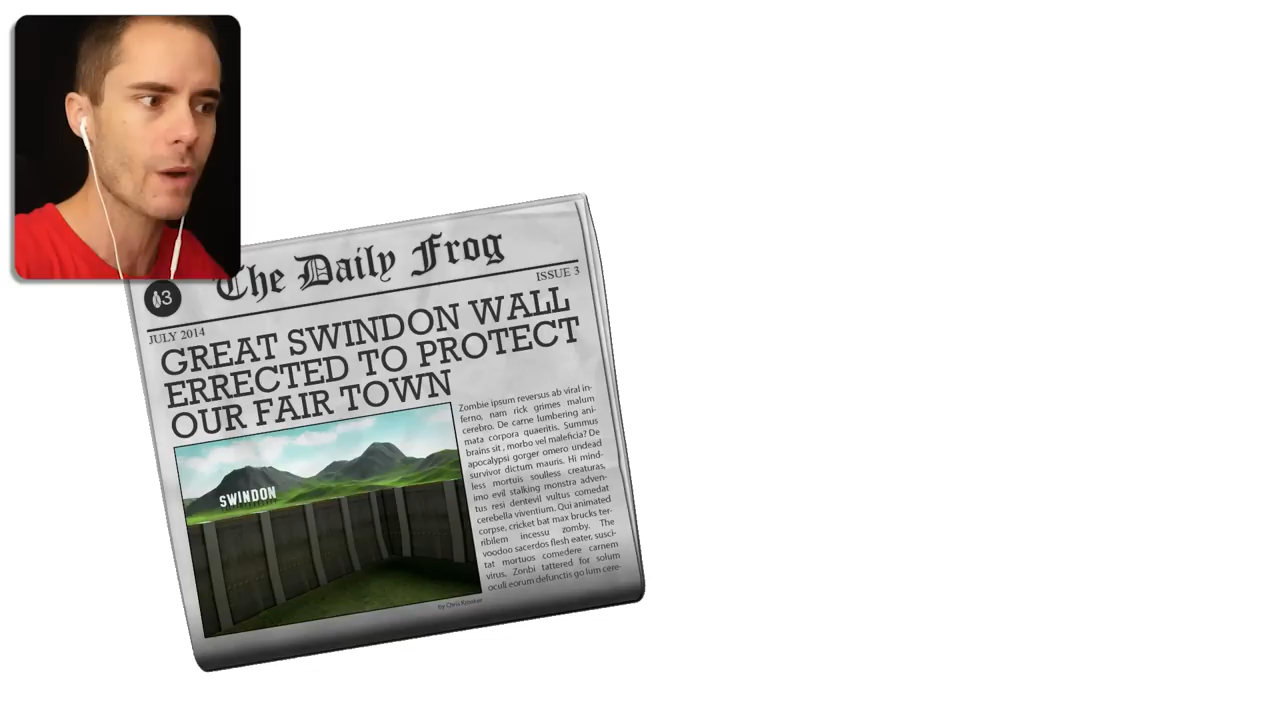 The Daily Frog
3
ISSUE 3
JULY 2014
GREAT SWINDON WALL
ERRECTED TO PROTECT
OUR FAIR TOWN
SWINDON
Zombie ipsum reversus ab viral in-
ferno, nam rick grimes malum
cerebro. De carne lumbering ani-
mata corpora quaeritis. Summus
brains sit, morbo vel maleficia? De
apocalypsi gorger omero undead
survivor dictum mauris. Hi mind-
less mortuis soulless creaturas,
imo evil stalking monstra adven-
tus resi dentevil vultus comedat
cerebella viventium. Qui animated
corpse, cricket bat max brucks ter-
ribilem incessu zomby. The
voodoo sacerdos flesh eater, susci-
tat mortuos comedere carnem
virus. Zonbi tattered for solum
oculi eorum defunctis go lum cere-
by Chris